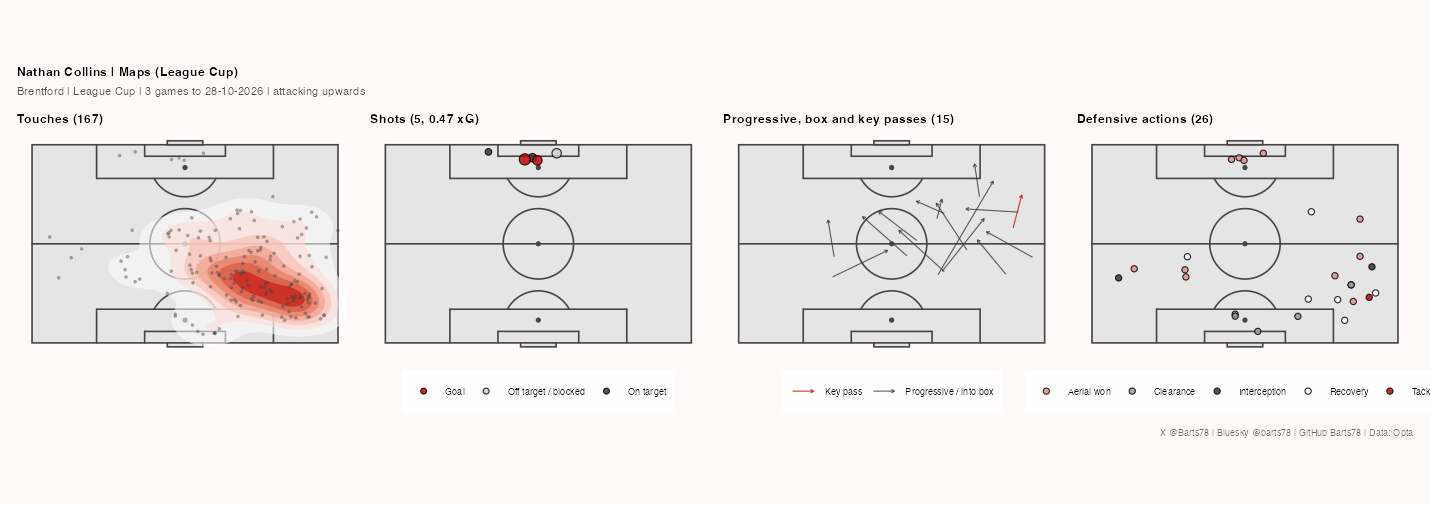 Nathan Collins | Maps (League Cup)
Brentford | League Cup | 3 games to 28-10-2026 | attacking upwards
Touches (167)
Shots (5, 0.47 xG)
Progressive, box and key passes (15)
Defensive actions (26)
Goal
Off target / blocked
On target
Key pass
Progressive / into box
Aerial won
Clearance
Interception
Recovery
Tack
X @Barts78 | Bluesky @barts78 | GitHub Barts78 | Data: Opta